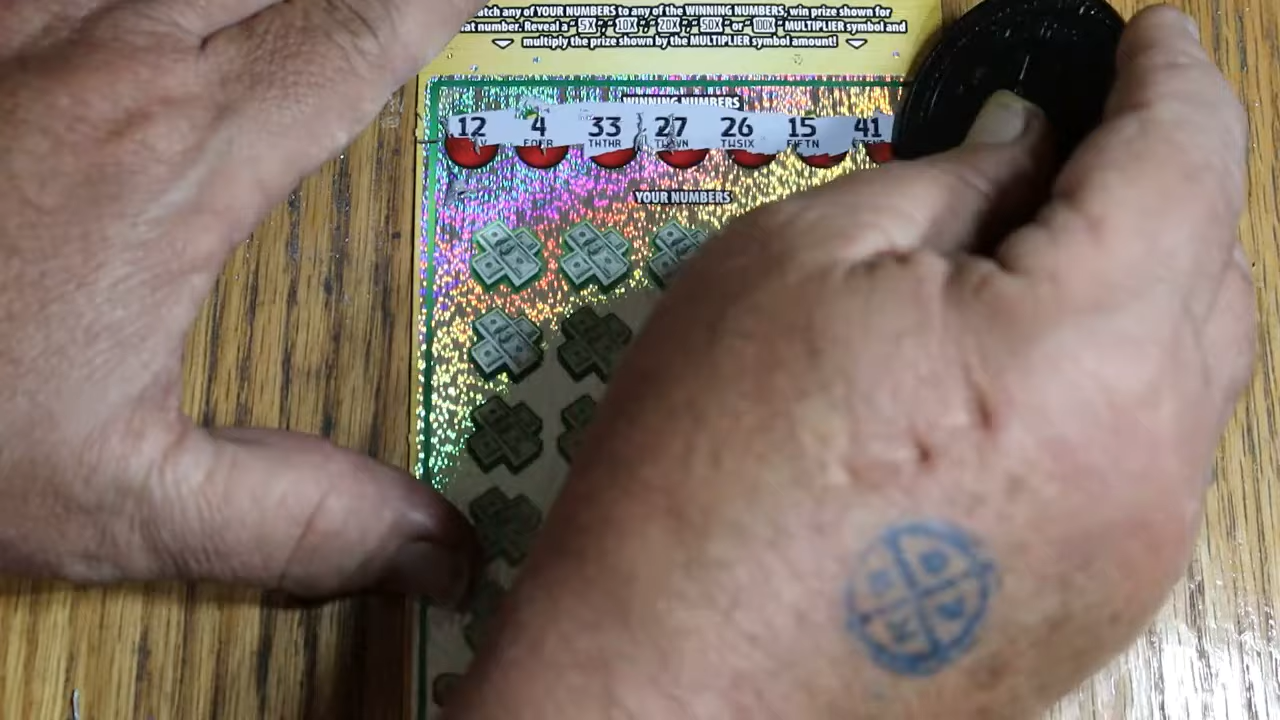 any of YOUR NUMBERS to any of the WINNING NUMBERS, win prize shown for
number. Reveal a "5X", "10X", "20X", "50X" or "100X" MULTIPLIER symbol and
multiply the prize shown by the MULTIPLIER symbol amount!
WINNING NUMBERS
12 4 33 27 26 15 41
THTHR TWSIX
YOUR NUMBERS